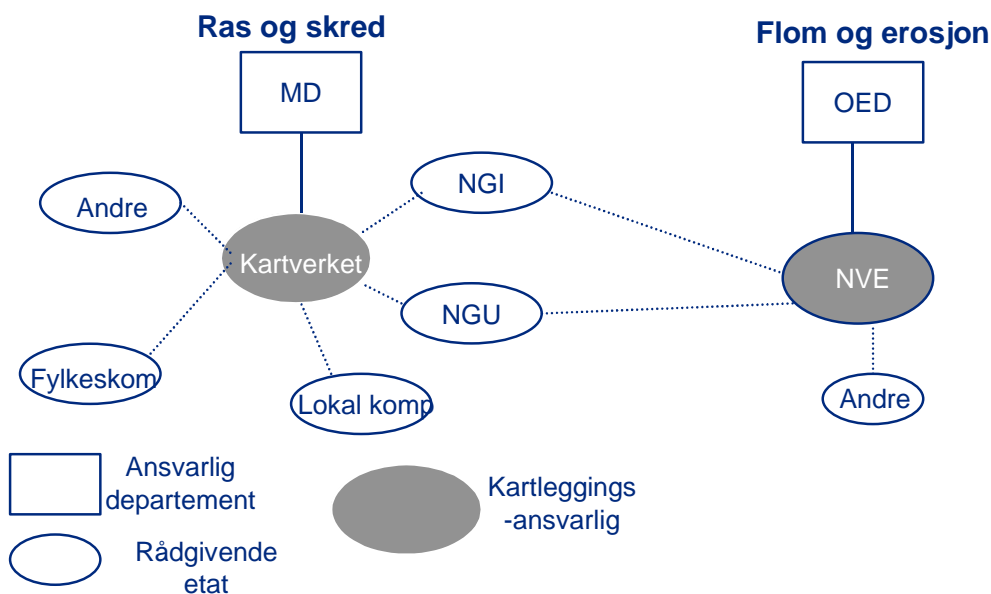 Ras og skred
Flom og erosjon
MD
OED
NGI
Andre
Kartverket
NVE
NGU
Fylkeskom
Lokal komp
Andre
Ansvarlig
departement
Kartleggings
-ansvarlig
Rådgivende
etat